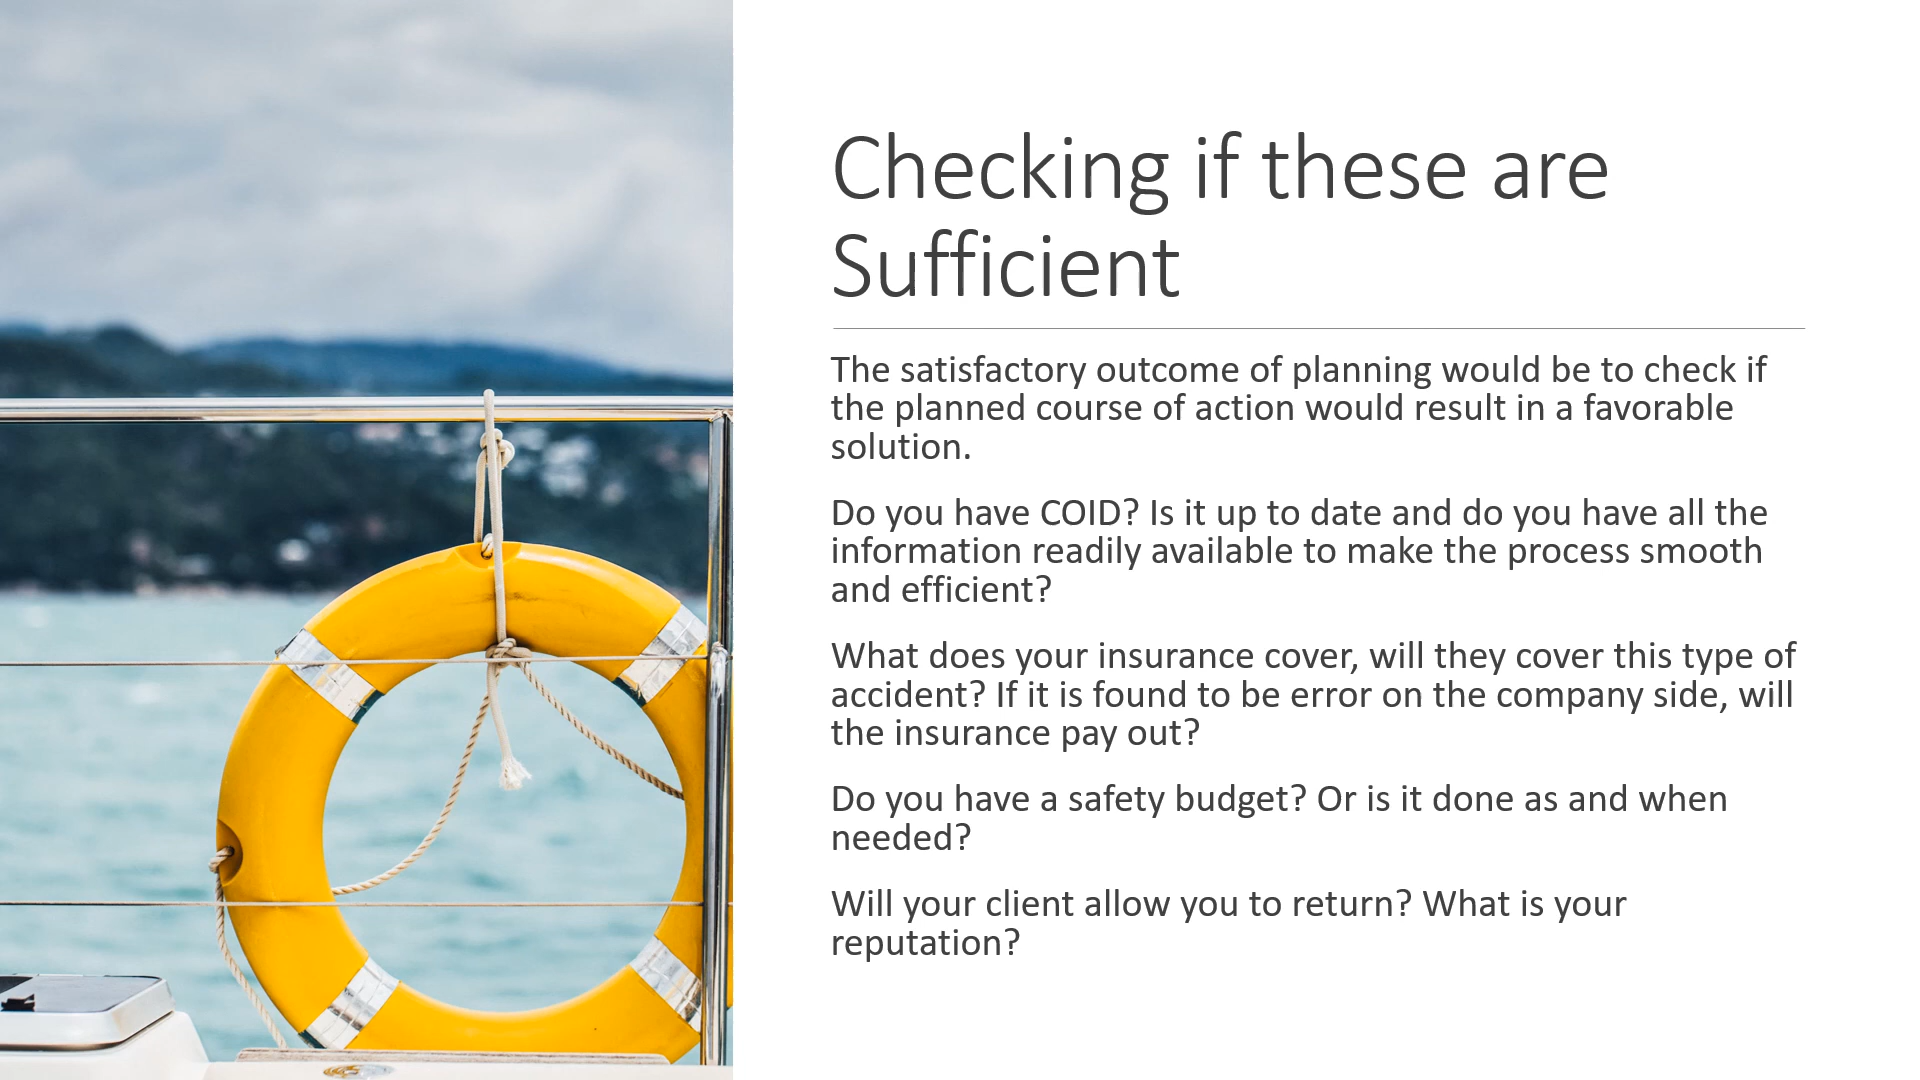 Checking if these are
Sufficient
The satisfactory outcome of planning would be to check if
the planned course of action would result in a favorable
solution.
Do you have COID? Is it up to date and do you have all the
information readily available to make the process smooth
and efficient?
What does your insurance cover, will they cover this type of
accident? If it is found to be error on the company side, will
the insurance pay out?
Do you have a safety budget? Or is it done as and when
needed?
Will your client allow you to return? What is your
reputation?